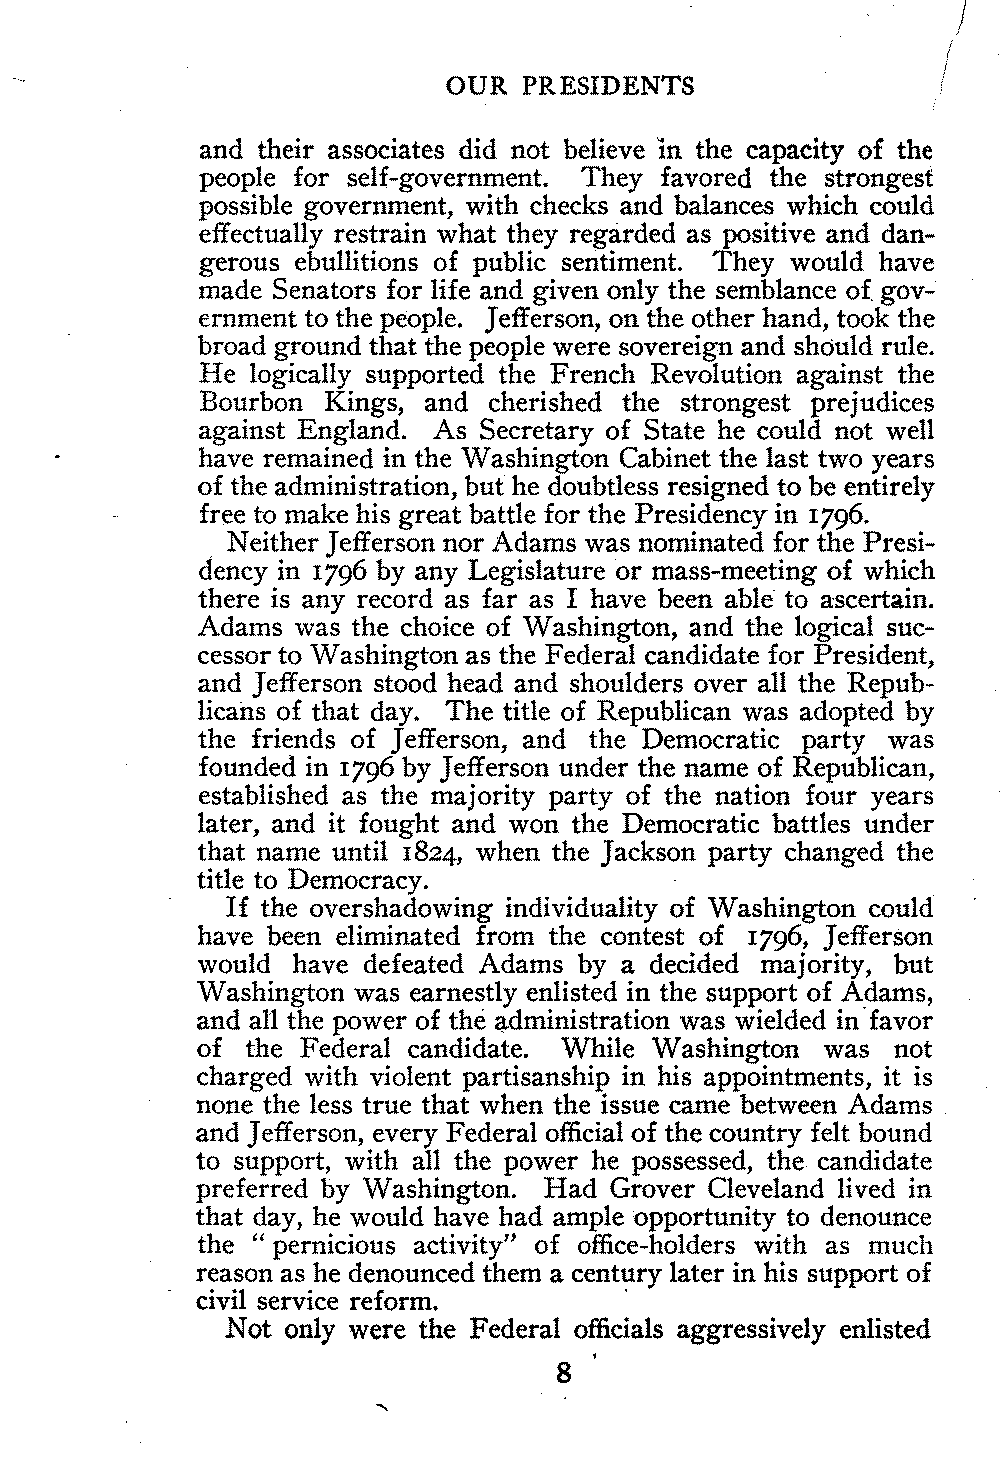 OUR PRESIDENTS
and their associates did not believe in the capacity of the
people for self-government. They favored the strongest
possible government, with checks and balances which could
effectually restrain what they regarded as positive and dan-
gerous ebullitions of public sentiment. They would have
made Senators for life and given only the semblance of gov-
ernment to the people. Jefferson, on the other hand, took the
broad ground that the people were sovereign and should rule.
He logically supported the French Revolution against the
Bourbon Kings, and cherished the strongest prejudices
against England. As Secretary of State he could not well
have remained in the Washington Cabinet the last two years
of the administration, but he doubtless resigned to be entirely
free to make his great battle for the Presidency in 1796.
Neither Jefferson nor Adams was nominated for the Presi-
dency in 1796 by any Legislature or mass-meeting of which
there is any record as far as I have been able to ascertain.
Adams was the choice of Washington, and the logical suc-
cessor to Washington as the Federal candidate for President,
and Jefferson stood head and shoulders over all the Repub-
licans of that day. The title of Republican was adopted by
the friends of Jefferson, and the Democratic party was
founded in 1796 by Jefferson under the name of Republican,
established as the majority party of the nation four years
later, and it fought and won the Democratic battles under
that name until 1824, when the Jackson party changed the
title to Democracy.
If the overshadowing individuality of Washington could
have been eliminated from the contest of 1796, Jefferson
would have defeated Adams by a decided majority, but
Washington was earnestly enlisted in the support of Adams,
and all the power of the administration was wielded in favor
of the Federal candidate. While Washington was not
charged with violent partisanship in his appointments, it is
none the less true that when the issue came between Adams
and Jefferson, every Federal official of the country felt bound
to support, with all the power he possessed, the candidate
preferred by Washington. Had Grover Cleveland lived in
that day, he would have had ample opportunity to denounce
the “ pernicious activity” of office-holders with as much
reason as he denounced them a century later in his support of
civil service reform.
Not only were the Federal officials aggressively enlisted
8